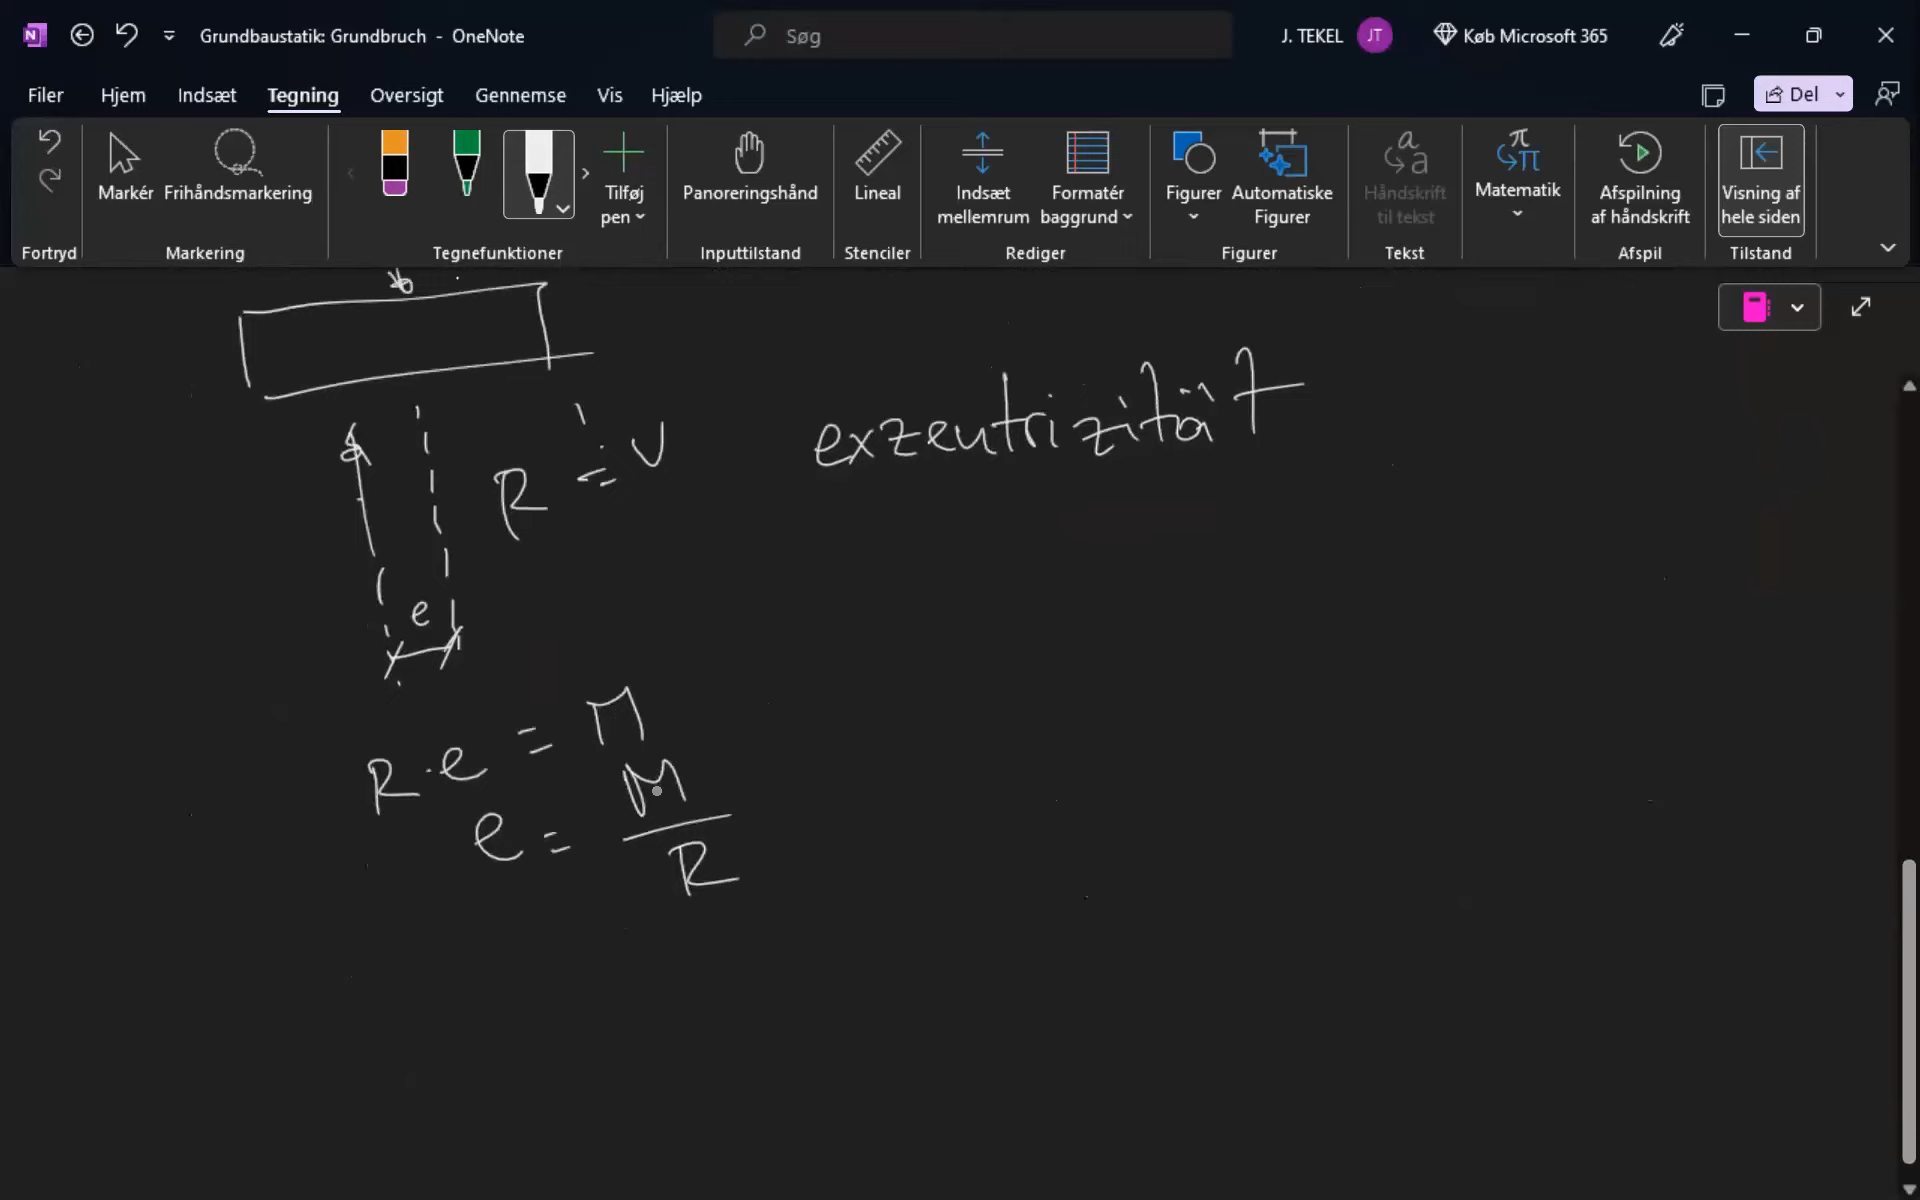 Grundbaustatik: Grundbruch - OneNote
Søg
J. TEKEL
JT
Køb Microsoft 365
Filer Hjem Indsæt Tegning Oversigt Gennemse Vis Hjælp
Del
Markér
Frihåndsmarkering
Tilføj pen
Panoreringshånd
Lineal
Indsæt mellemrum
Formatér baggrund
Figurer
Automatiske Figurer
Håndskrift til tekst
Matematik
Afspilning af håndskrift
Visning af hele siden
Fortryd
Markering
Tegnefunktioner
Inputtilstand
Stenciler
Rediger
Figurer
Tekst
Afspil
Tilstand
exzentrizität
R = V
e
R · e = M
e = M / R